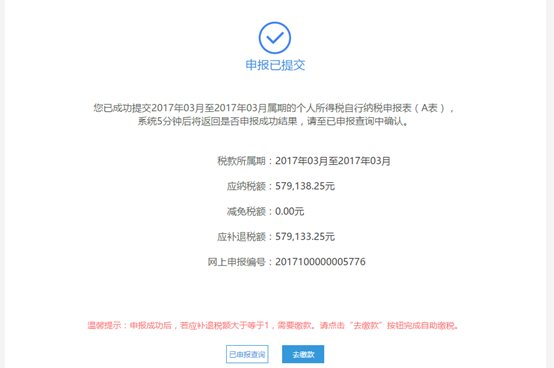 申报已提交
您已成功提交2017年03月至2017年03月属期的个人所得税自行纳税申报表（A表），
系统5分钟后将返回是否申报成功结果，请至已申报查询中确认。
税款所属期：2017年03月至2017年03月
应纳税额：579,138.25元
减免税额：0.00元
应补退税额：579,133.25元
网上申报编号：2017100000005776
温馨提示：申报成功后，若应补退税额大于等于1，需要缴款。请点击“去缴款”按钮完成自助缴税。
已申报查询 去缴款